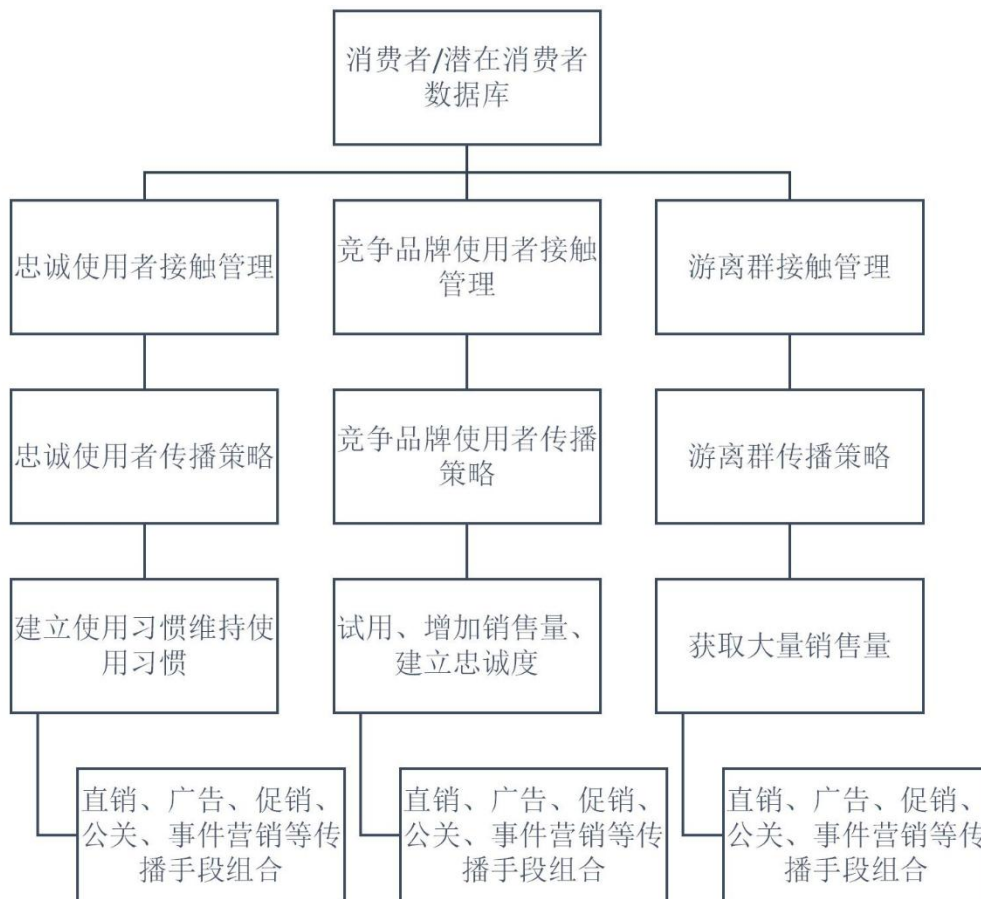 消费者/潜在消费者
数据库
忠诚使用者接触管理
竞争品牌使用者接触
管理
游离群接触管理
忠诚使用者传播策略
竞争品牌使用者传播
策略
游离群传播策略
建立使用习惯维持使
用习惯
试用、增加销售量、
建立忠诚度
获取大量销售量
直销、广告、促销、
公关、事件营销等传
播手段组合
直销、广告、促销、
公关、事件营销等传
播手段组合
直销、广告、促销、
公关、事件营销等传
播手段组合